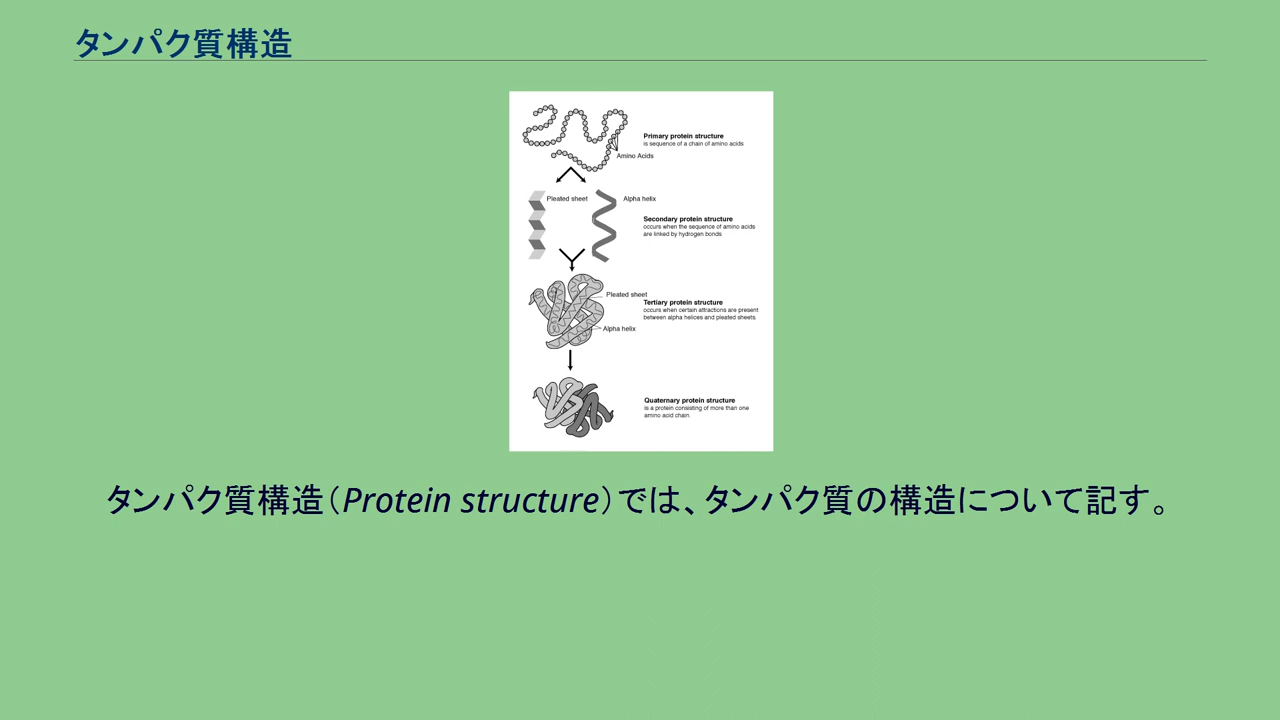 タンパク質構造
Primary protein structure
is sequence of a chain of amino acids
Amino Acids
Pleated sheet
Alpha helix
Secondary protein structure
occurs when the sequence of amino acids
are linked by hydrogen bonds
Pleated sheet
Tertiary protein structure
occurs when certain attractions are present
between alpha helices and pleated sheets.
Alpha helix
Quaternary protein structure
is a protein consisting of more than one
amino acid chain.
タンパク質構造（Protein structure）では、タンパク質の構造について記す。